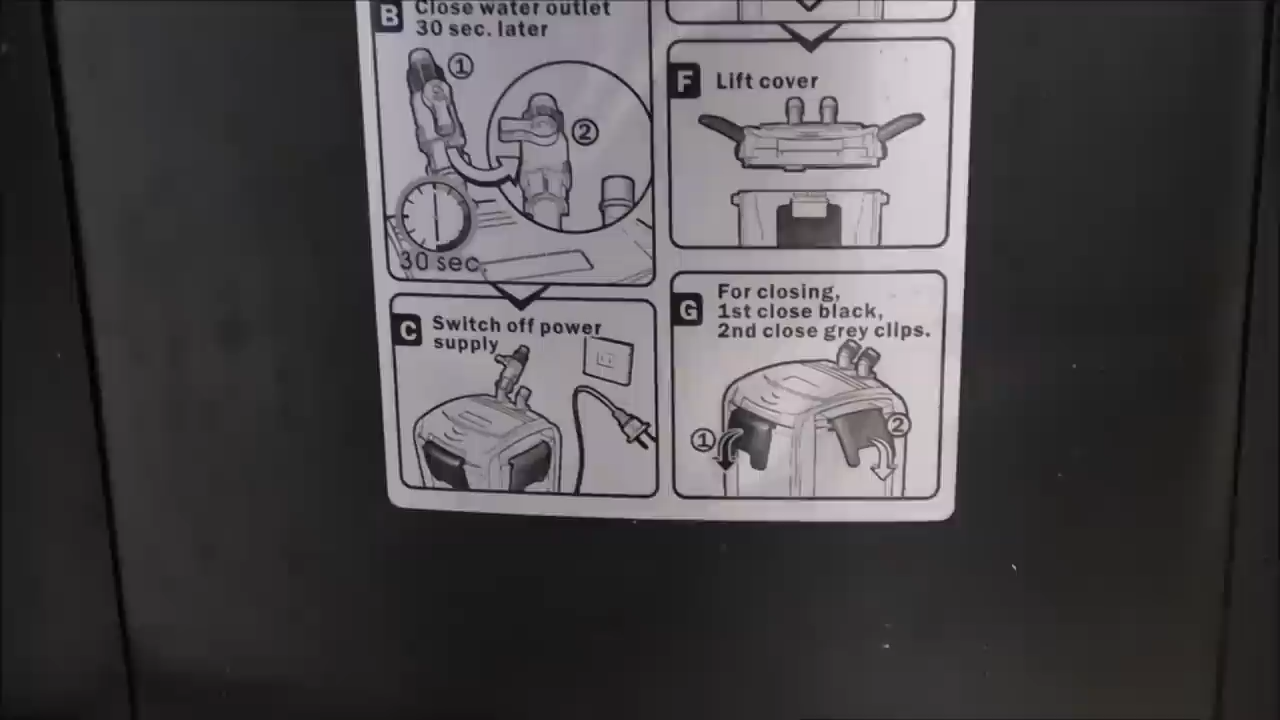 B
Close water outlet
30 sec. later
①
②
30 sec.
C
Switch off power
supply
F
Lift cover
G
For closing,
1st close black,
2nd close grey clips.
①
②